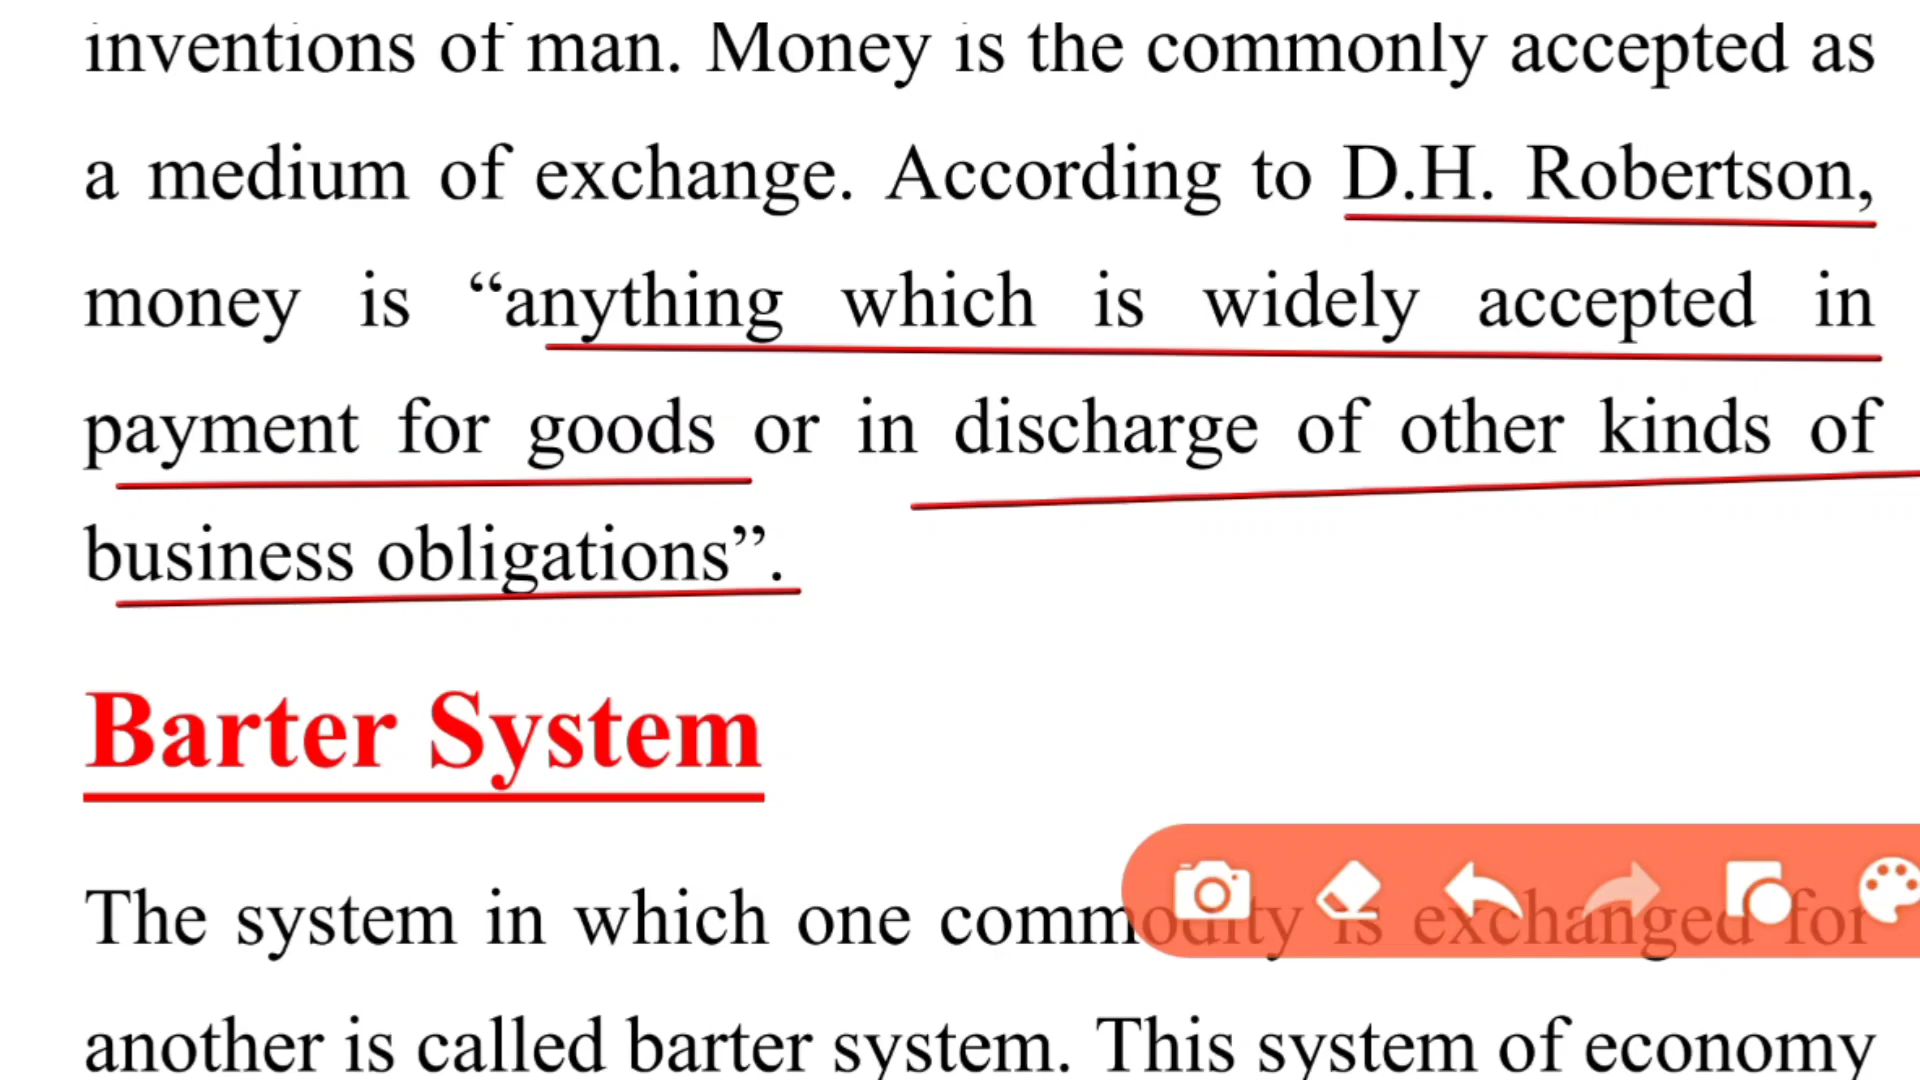 inventions of man. Money is the commonly accepted as
a medium of exchange. According to D.H. Robertson,
money is “anything which is widely accepted in
payment for goods or in discharge of other kinds of
business obligations”.
Barter System
The system in which one commodity is exchanged for
another is called barter system. This system of economy